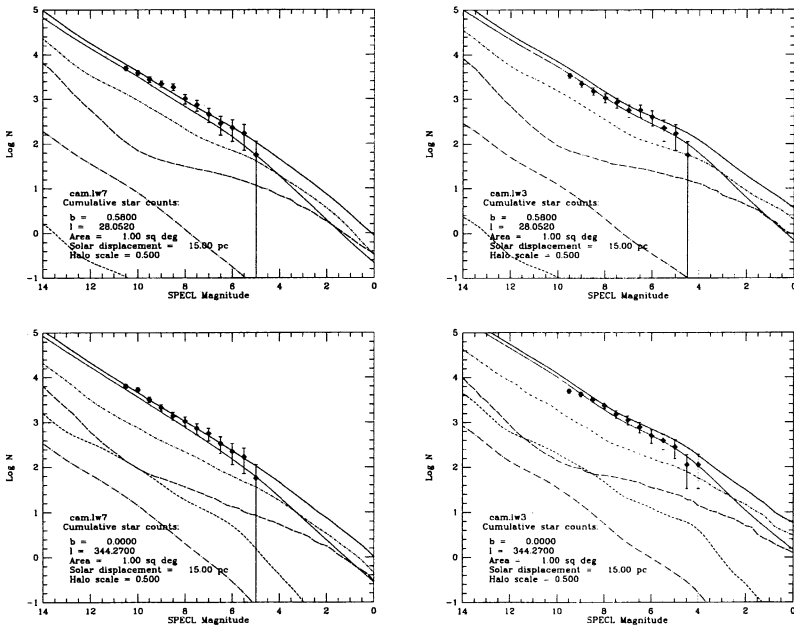 5
4
3
2
1
0
-1
Log N
cam.lw7
Cumulative star counts:
b = 0.5800
l = 28.0520
Area = 1.00 sq deg
Solar displacement = 15.00 pc
Halo scale = 0.500
14 12 10 8 6 4 2 0
SPECL Magnitude
5
4
3
2
1
0
-1
Log N
cam.lw3
Cumulative star counts:
b = 0.5800
l = 28.0520
Area = 1.00 sq deg
Solar displacement = 15.00 pc
Halo scale - 0.500
14 12 10 8 6 4 2 0
SPECL Magnitude
5
4
3
2
1
0
-1
Log N
cam.lw7
Cumulative star counts:
b = 0.0000
l = 344.2700
Area = 1.00 sq deg
Solar displacement = 15.00 pc
Halo scale = 0.500
14 12 10 8 6 4 2 0
SPECL Magnitude
5
4
3
2
1
0
-1
Log N
cam.lw3
Cumulative star counts:
b = 0.0000
l = 344.2700
Area - 1.00 sq deg
Solar displacement = 15.00 pc
Halo scale - 0.500
14 12 10 8 6 4 2 0
SPECL Magnitude